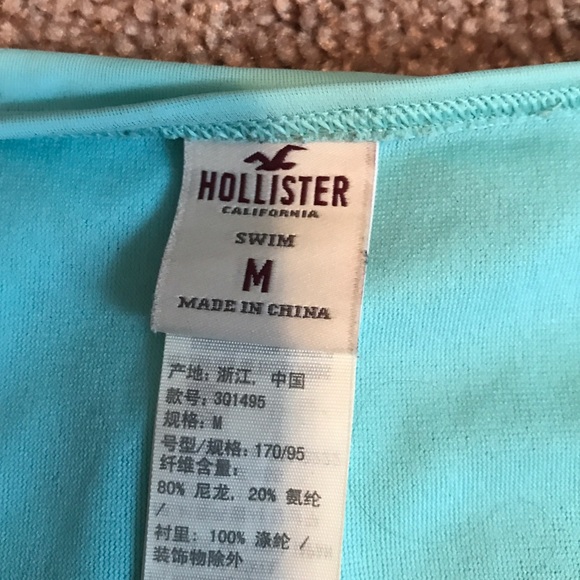 HOLLISTER
CALIFORNIA
SWIM
M
MADE IN CHINA
产地: 浙江, 中国
款号: 301495
规格: M
号型/规格: 170/95
纤维含量:
80% 尼龙, 20% 氨纶
/
衬里: 100% 涤纶 /
装饰物除外